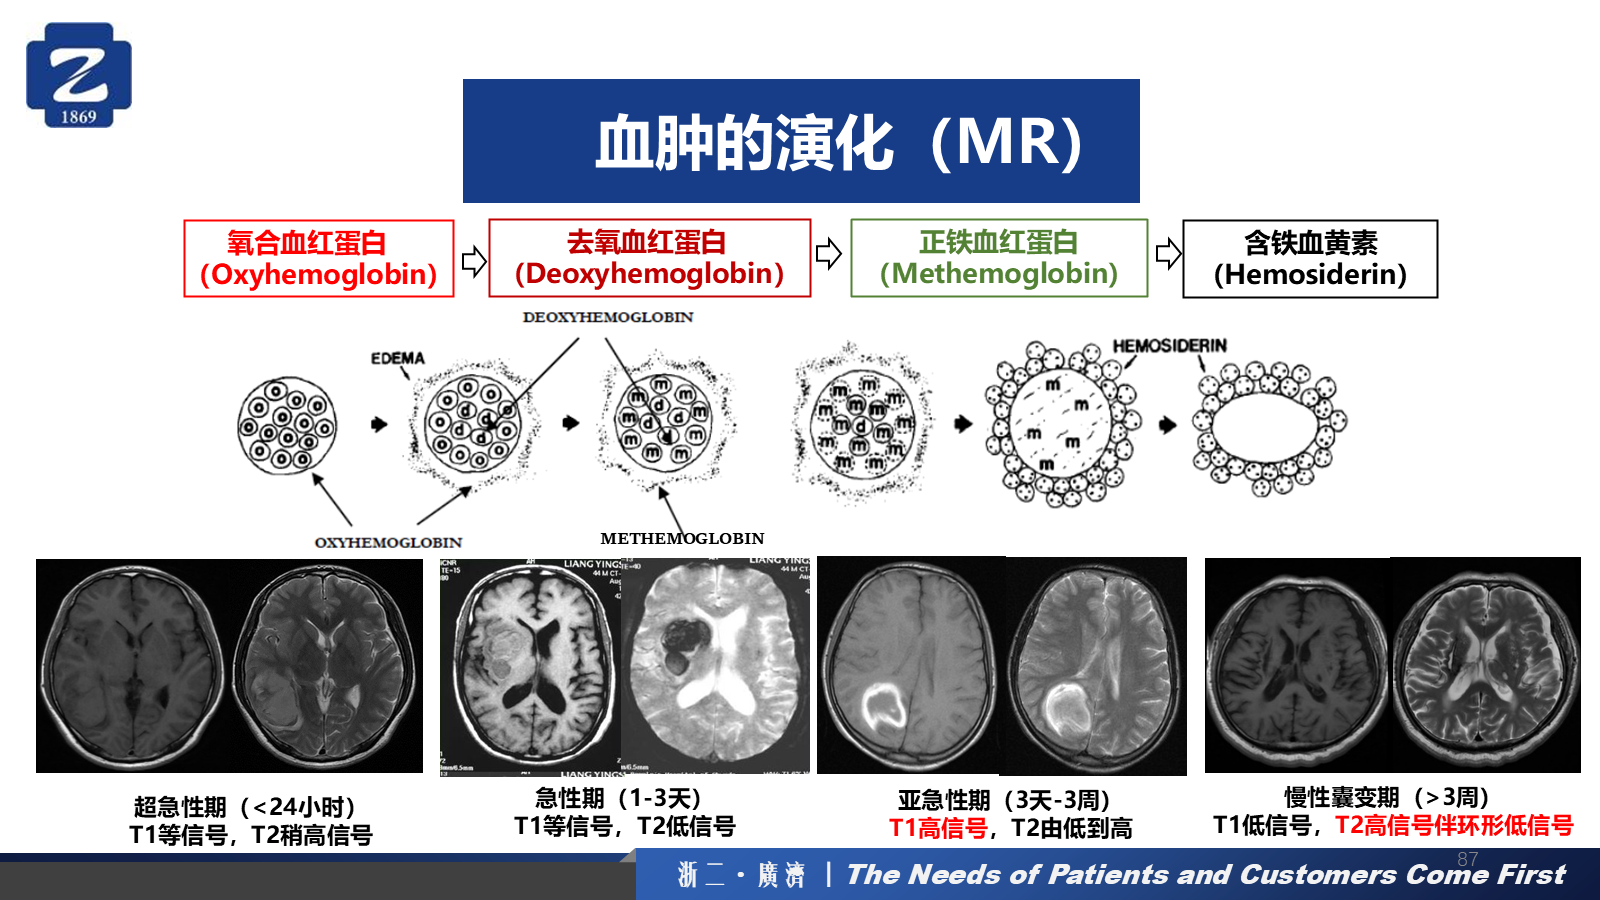 1869
血肿的演化（MR）
氧合血红蛋白
（Oxyhemoglobin）
去氧血红蛋白
（Deoxyhemoglobin）
正铁血红蛋白
（Methemoglobin）
含铁血黄素
（Hemosiderin）
DEOXYHEMOGLOBIN
EDEMA
HEMOSIDERIN
OXYHEMOGLOBIN
METHEMOGLOBIN
超急性期（<24小时）
T1等信号，T2稍高信号
急性期（1-3天）
T1等信号，T2低信号
亚急性期（3天-3周）
T1高信号，T2由低到高
慢性囊变期（>3周）
T1低信号，T2高信号伴环形低信号
87
浙二·廣濟 | The Needs of Patients and Customers Come First